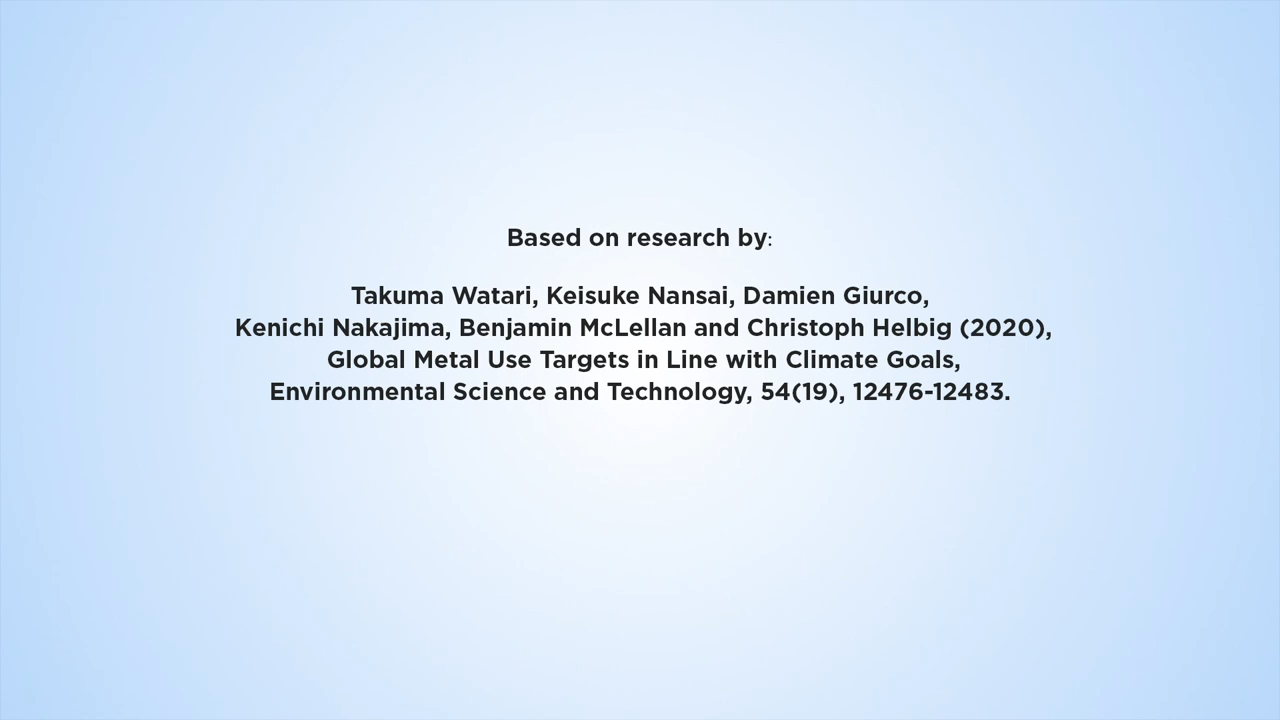 Based on research by:
Takuma Watari, Keisuke Nansai, Damien Giurco,
Kenichi Nakajima, Benjamin McLellan and Christoph Helbig (2020),
Global Metal Use Targets in Line with Climate Goals,
Environmental Science and Technology, 54(19), 12476-12483.